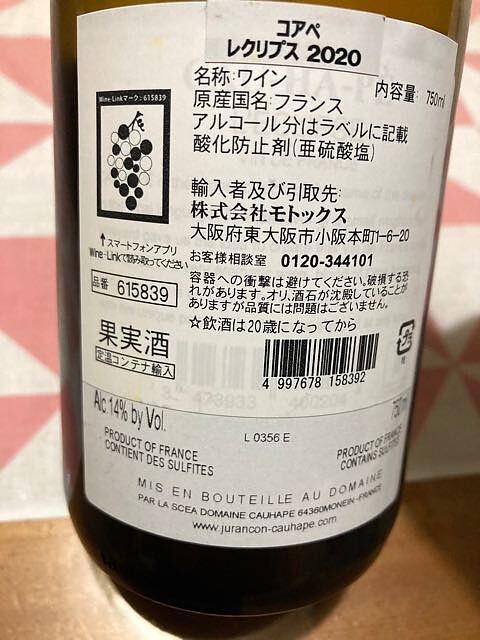 コアペ
レクリプス 2020
名称:ワイン
内容量: 750ml
原産国名:フランス
アルコール分はラベルに記載
酸化防止剤(亜硫酸塩)
Wine-Linkマーク:615839
輸入者及び引取先:
株式会社モトックス
大阪府東大阪市小阪本町1-6-20
↑スマートフォンアプリ
Wine-Linkで読み取ってください
お客様相談室 0120-344101
品番 615839
容器への衝撃は避けてください。破損する恐
れがあります。オリ、酒石が沈殿していることが
ありますが品質には問題はございません。
☆飲酒は20歳になってから
果実酒
定温コンテナ輸入
4 997678 158392
Alc.14% by Vol.
750ml
L 0356 E
PRODUCT OF FRANCE
CONTIENT DES SULFITES
PRODUCT OF FRANCE
CONTAINS SULFITES
MIS EN BOUTEILLE AU DOMAINE
PAR LA SCEA DOMAINE CAUHAPE 64360MONEIN-FRANCE
www.jurancon-cauhape.com